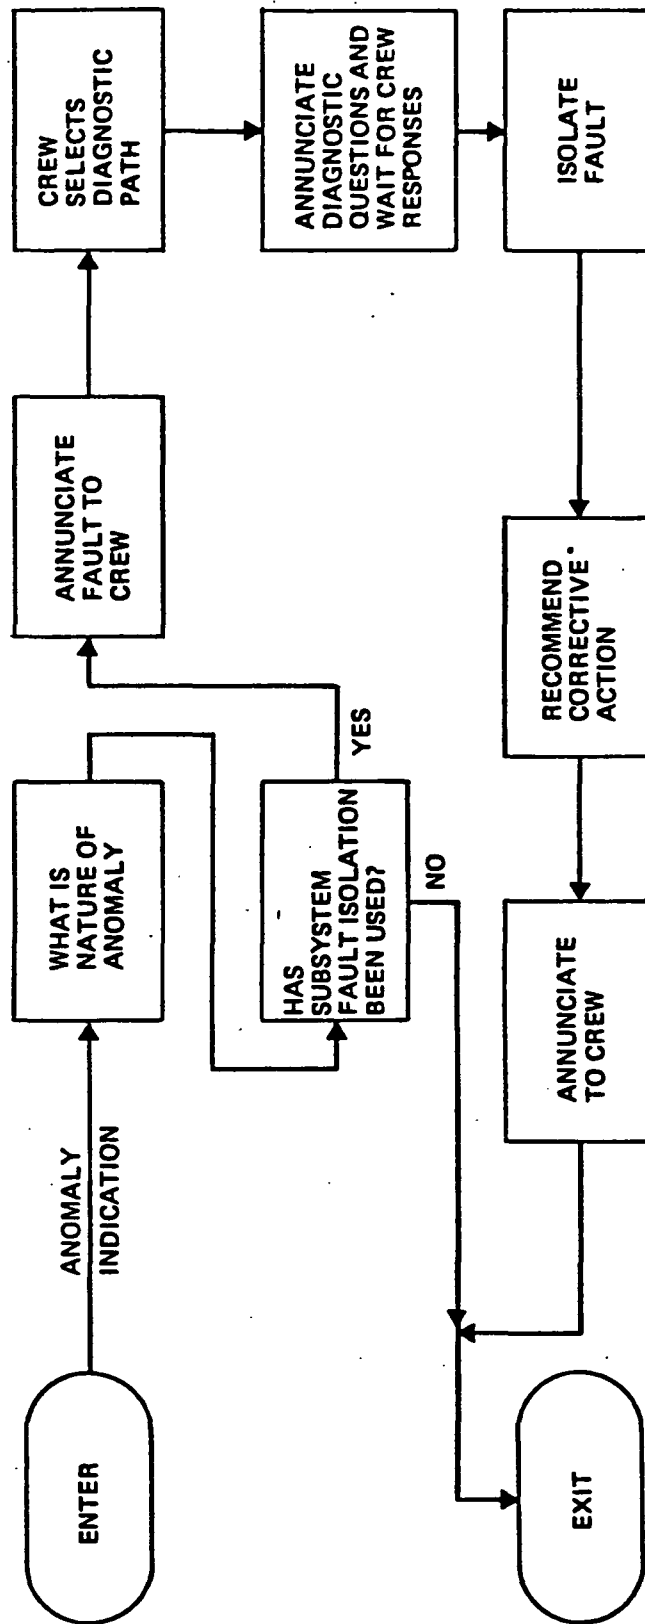 ENTER
ANOMALY
INDICATION
WHAT IS
NATURE OF
ANOMALY
HAS
SUBSYSTEM
FAULT ISOLATION
BEEN USED?
YES
NO
ANNUNCIATE
FAULT TO
CREW
CREW
SELECTS
DIAGNOSTIC
PATH
ANNUNCIATE
DIAGNOSTIC
QUESTIONS AND
WAIT FOR CREW
RESPONSES
ISOLATE
FAULT
RECOMMEND
CORRECTIVE
ACTION
ANNUNCIATE
TO CREW
EXIT